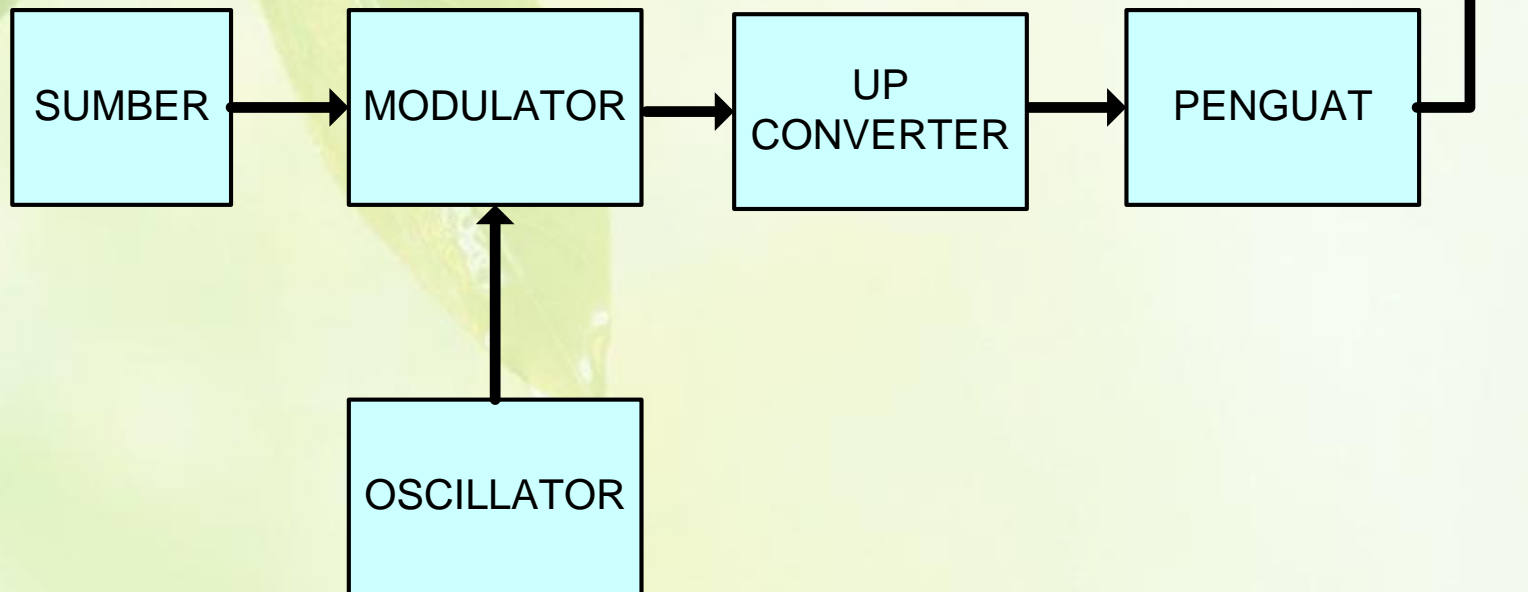 SUMBER
MODULATOR
UP
CONVERTER
PENGUAT
OSCILLATOR